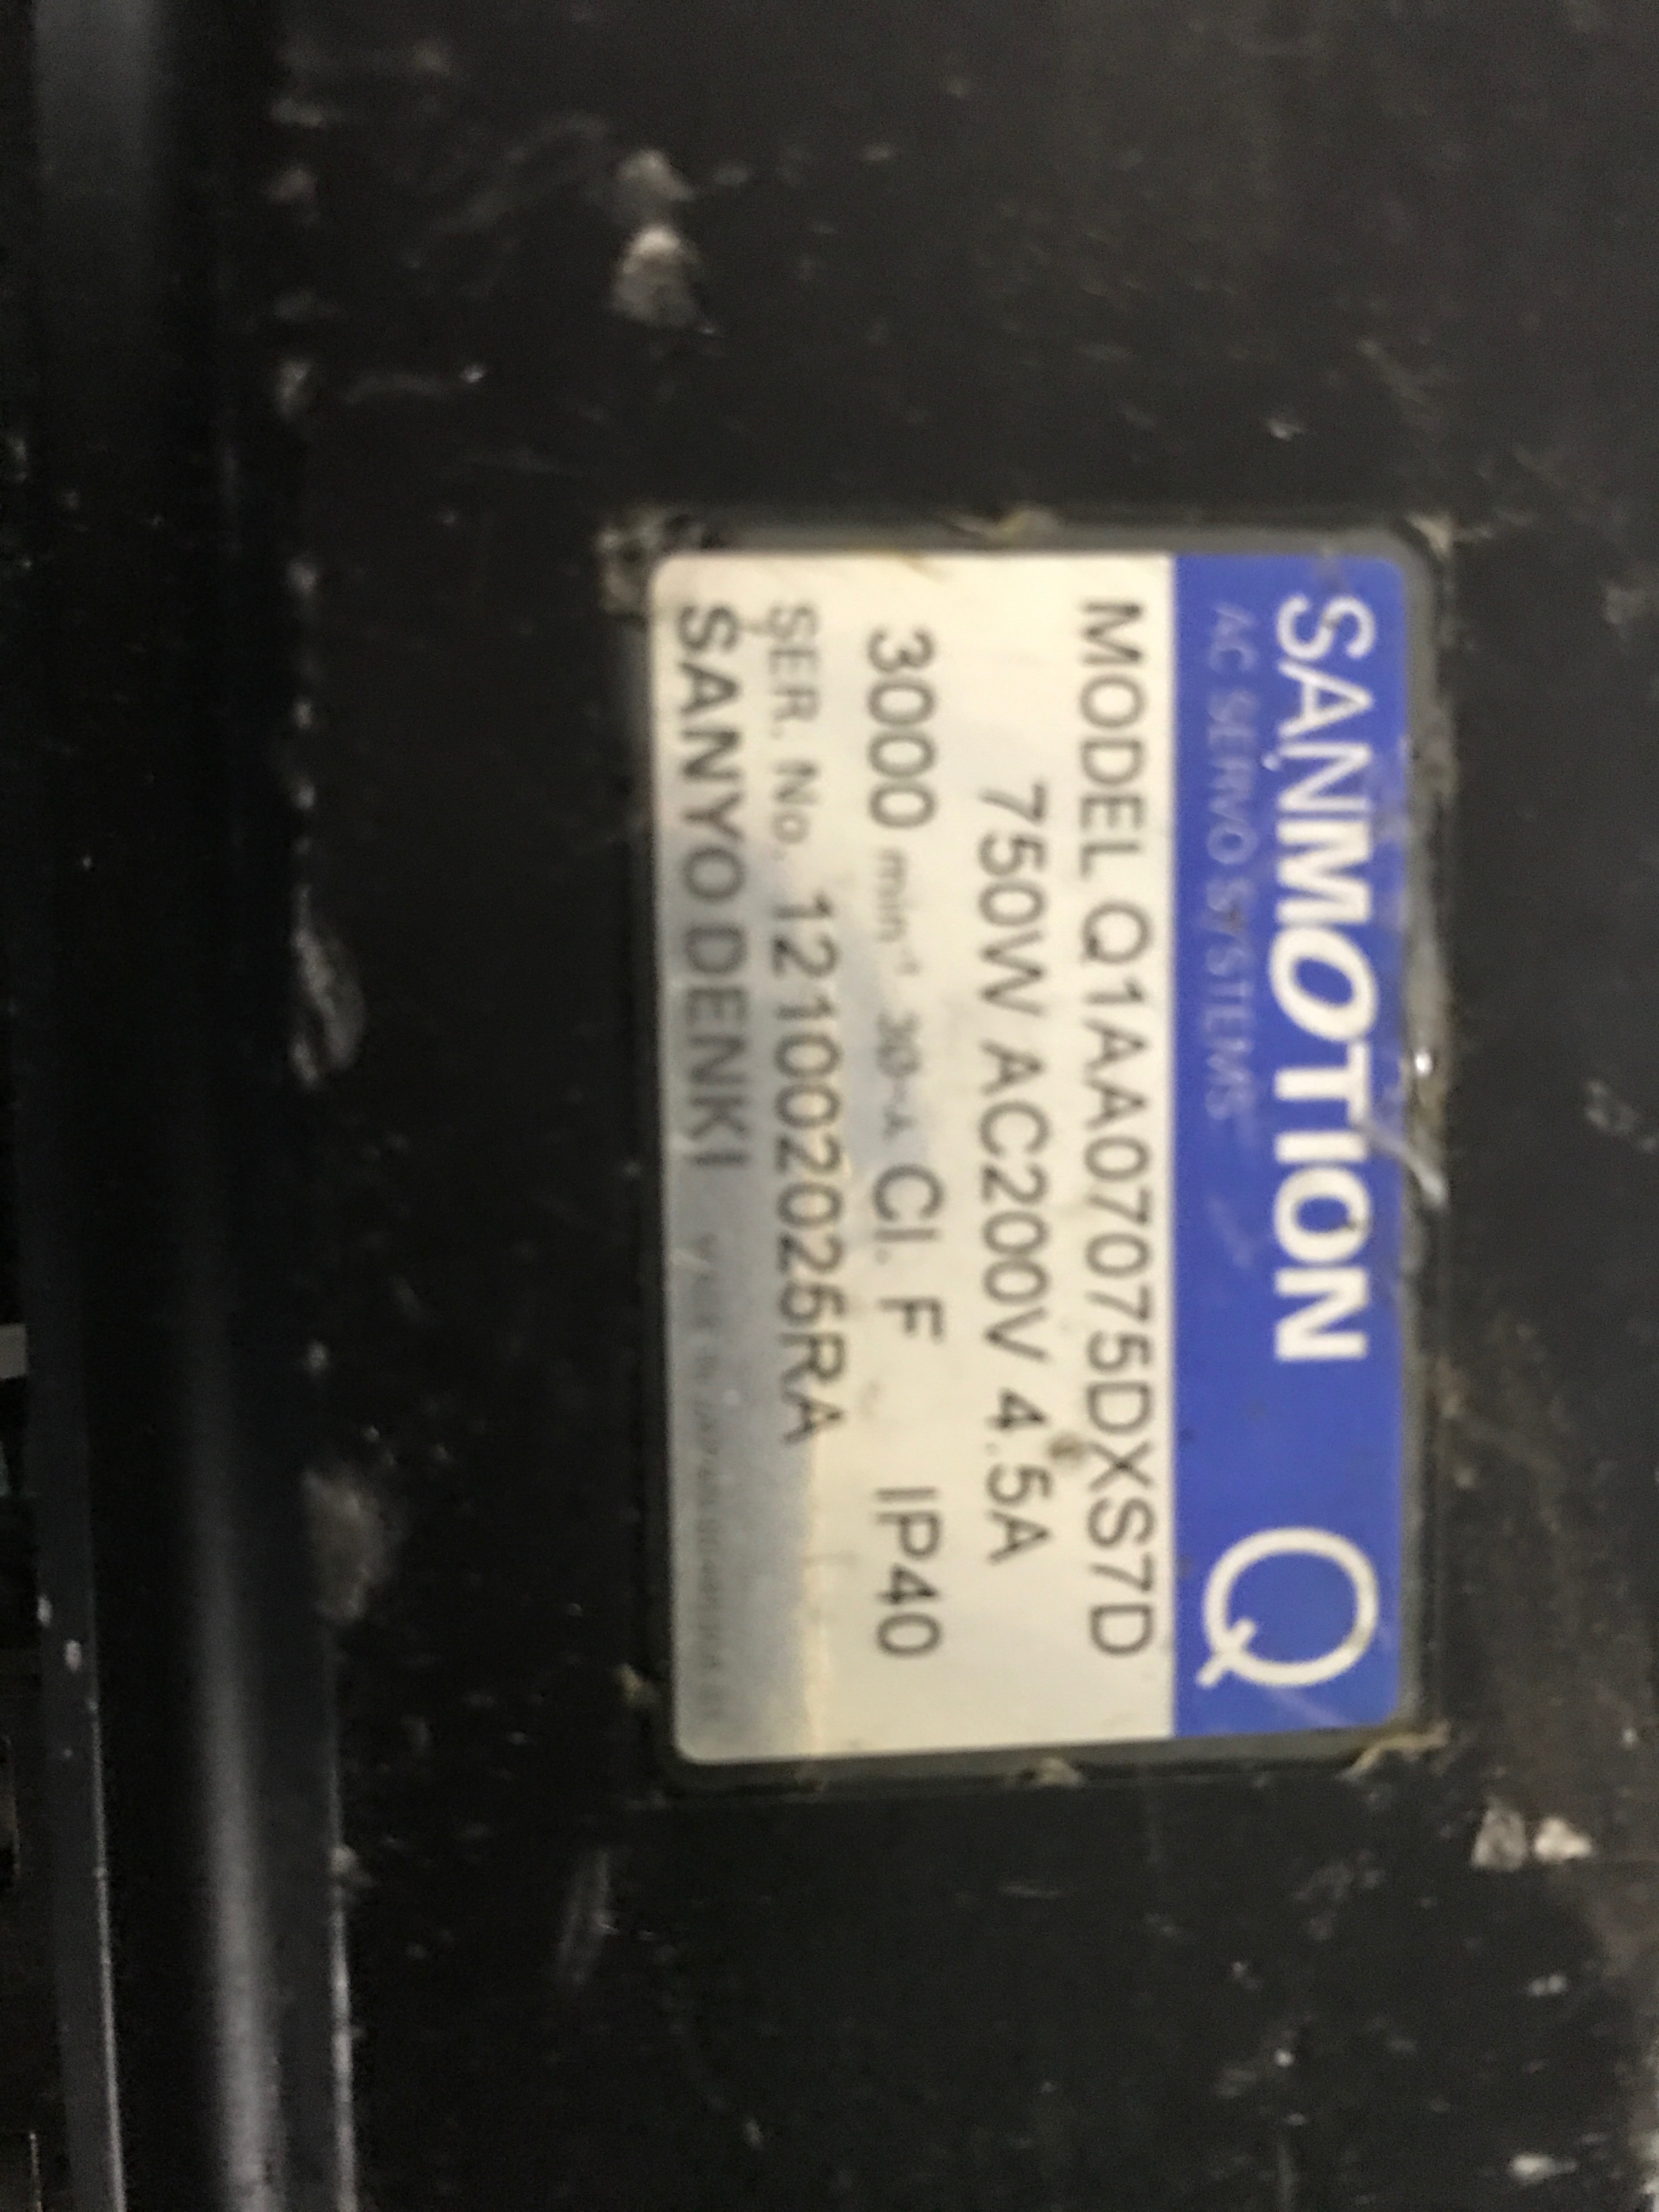 SANMOTION Q
AC SERVO SYSTEMS
MODEL Q1AA07075DXS7D
750W AC200V 4.5A
3000 min⁻¹ CI. F IP40
SER. No. 12100202025RA
SANYO DENKI